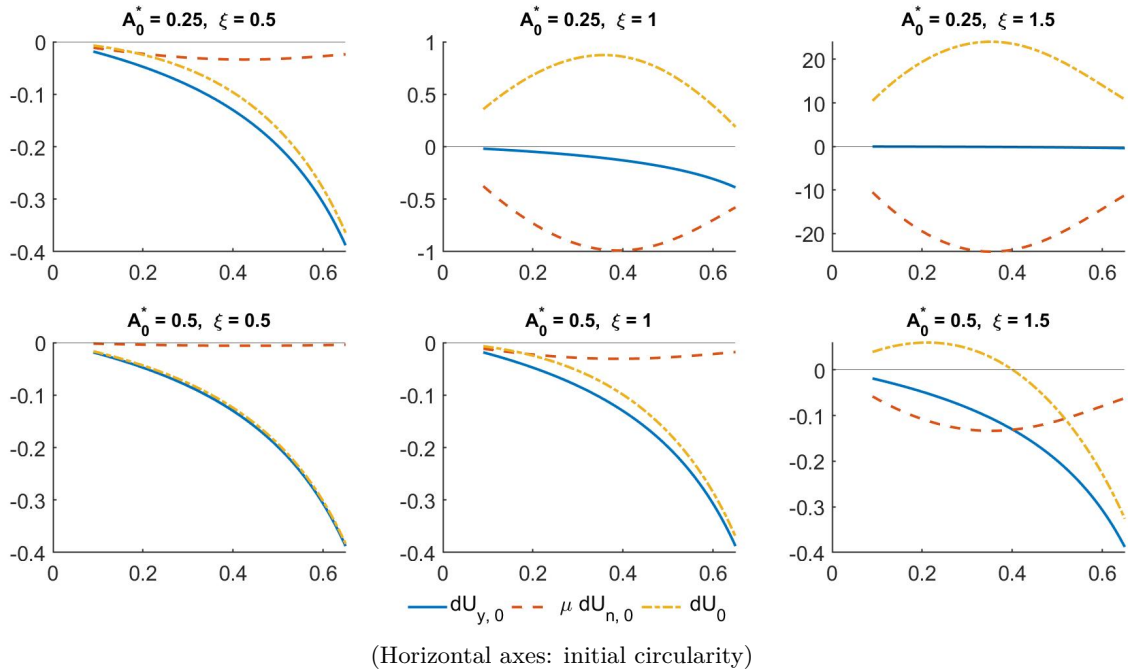 A*0 = 0.25, ξ = 0.5
A*0 = 0.25, ξ = 1
A*0 = 0.25, ξ = 1.5
0
-0.1
-0.2
-0.3
-0.4
0 0.2 0.4 0.6
1
0.5
0
-0.5
-1
0 0.2 0.4 0.6
20
10
0
-10
-20
0 0.2 0.4 0.6
A*0 = 0.5, ξ = 0.5
A*0 = 0.5, ξ = 1
A*0 = 0.5, ξ = 1.5
0
-0.1
-0.2
-0.3
-0.4
0 0.2 0.4 0.6
0
-0.1
-0.2
-0.3
-0.4
0 0.2 0.4 0.6
0
-0.1
-0.2
-0.3
-0.4
0 0.2 0.4 0.6
dUy, 0 μ dUn, 0 dU0
(Horizontal axes: initial circularity)